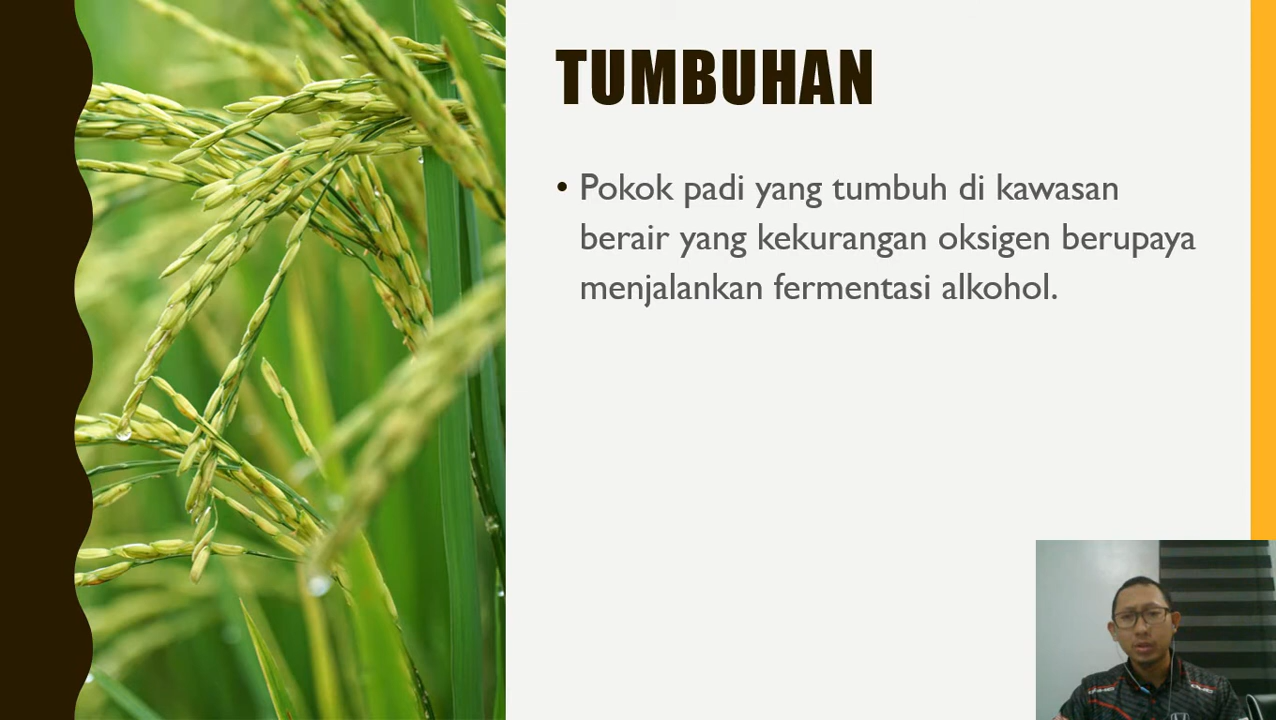 TUMBUHAN
• Pokok padi yang tumbuh di kawasan
berair yang kekurangan oksigen berupaya
menjalankan fermentasi alkohol.